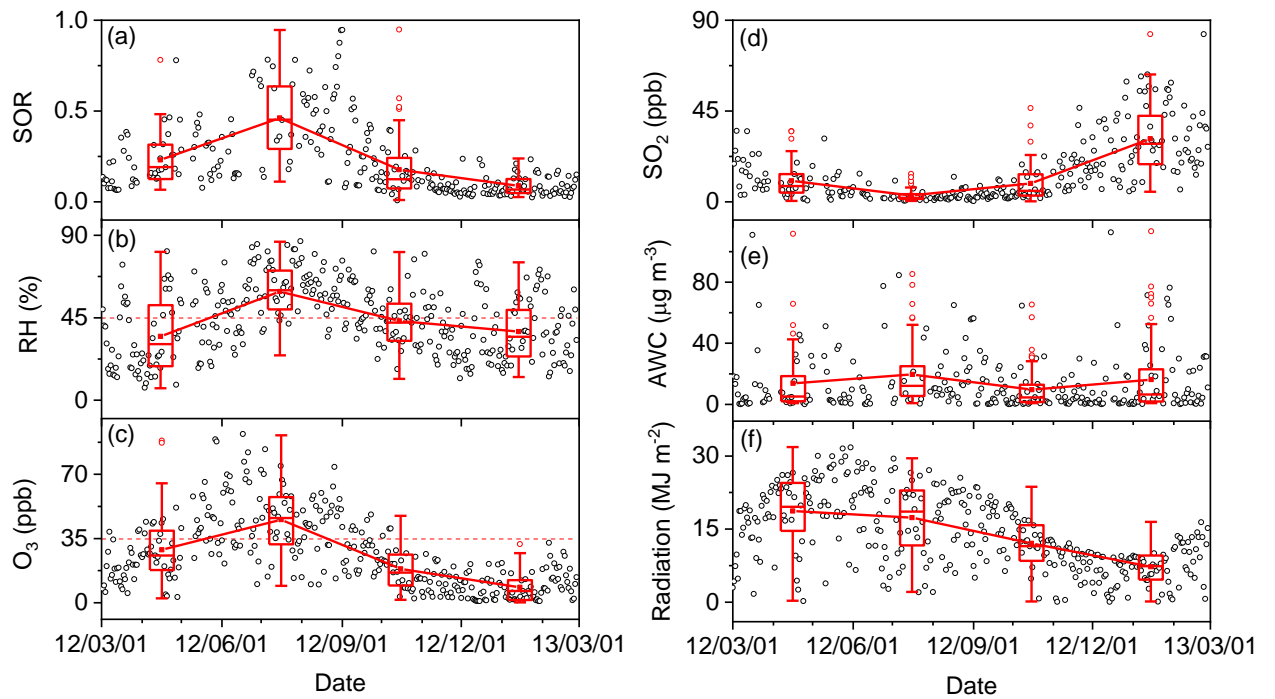 (a)
SOR
1.0
0.5
0.0
(b)
RH (%)
90
45
0
(c)
O₃ (ppb)
70
35
0
12/03/01 12/06/01 12/09/01 12/12/01 13/03/01
Date
(d)
SO₂ (ppb)
90
45
0
(e)
AWC (µg m⁻³)
80
40
0
(f)
Radiation (MJ m⁻²)
30
15
0
12/03/01 12/06/01 12/09/01 12/12/01 13/03/01
Date